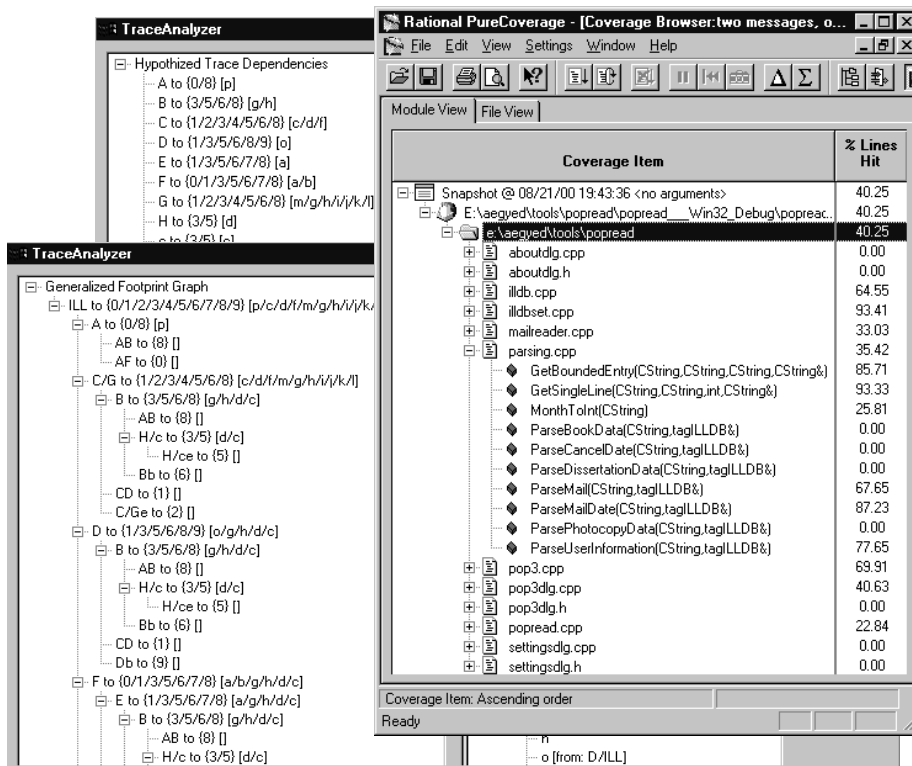 TraceAnalyzer
Hypothized Trace Dependencies
A to {0/8} [p]
B to {3/5/6/8} [g/h]
C to {1/2/3/4/5/6/8} [c/d/f]
D to {1/3/5/6/8/9} [o]
E to {1/3/5/6/7/8} [a]
F to {0/1/3/5/6/7/8} [a/b]
G to {1/2/3/4/5/6/8} [m/g/h/i/j/k/l]
H to {3/5} [d]
TraceAnalyzer
Generalized Footprint Graph
ILL to {0/1/2/3/4/5/6/7/8/9} [p/c/d/f/m/g/h/i/j/k/
A to {0/8} [p]
AB to {8} []
AF to {0} []
C/G to {1/2/3/4/5/6/8} [c/d/f/m/g/h/i/j/k/l]
B to {3/5/6/8} [g/h/d/c]
AB to {8} []
H/c to {3/5} [d/c]
H/ce to {5} []
Bb to {6} []
CD to {1} []
C/Ge to {2} []
D to {1/3/5/6/8/9} [o/g/h/d/c]
B to {3/5/6/8} [g/h/d/c]
AB to {8} []
H/c to {3/5} [d/c]
H/ce to {5} []
Bb to {6} []
CD to {1} []
Db to {9} []
F to {0/1/3/5/6/7/8} [a/b/g/h/d/c]
E to {1/3/5/6/7/8} [a/g/h/d/c]
B to {3/5/6/8} [g/h/d/c]
AB to {8} []
H/c to {3/5} [d/c]
Rational PureCoverage - [Coverage Browser:two messages, o...
File Edit View Settings Window Help
Module View File View
Coverage Item % Lines Hit
Snapshot @ 08/21/00 19:43:36 <no arguments> 40.25
E:\aegyed\tools\popread\popread___Win32_Debug\popreac.. 40.25
e:\aegyed\tools\popread 40.25
aboutdlg.cpp 0.00
aboutdlg.h 0.00
illdb.cpp 64.55
illdbset.cpp 93.41
mailreader.cpp 33.03
parsing.cpp 35.42
GetBoundedEntry(CString,CString,CString,CString&) 85.71
GetSingleLine(CString,CString,int,CString&) 93.33
MonthToInt(CString) 25.81
ParseBookData(CString,tagILLDB&) 0.00
ParseCancelDate(CString,tagILLDB&) 0.00
ParseDissertationData(CString,tagILLDB&) 0.00
ParseMail(CString,tagILLDB&) 67.65
ParseMailDate(CString,tagILLDB&) 87.23
ParsePhotocopyData(CString,tagILLDB&) 0.00
ParseUserInformation(CString,tagILLDB&) 77.65
pop3.cpp 69.91
pop3dlg.cpp 40.63
pop3dlg.h 0.00
popread.cpp 22.84
settingsdlg.cpp 0.00
settingsdlg.h 0.00
Coverage Item: Ascending order
Ready
o [from: D/ILL]